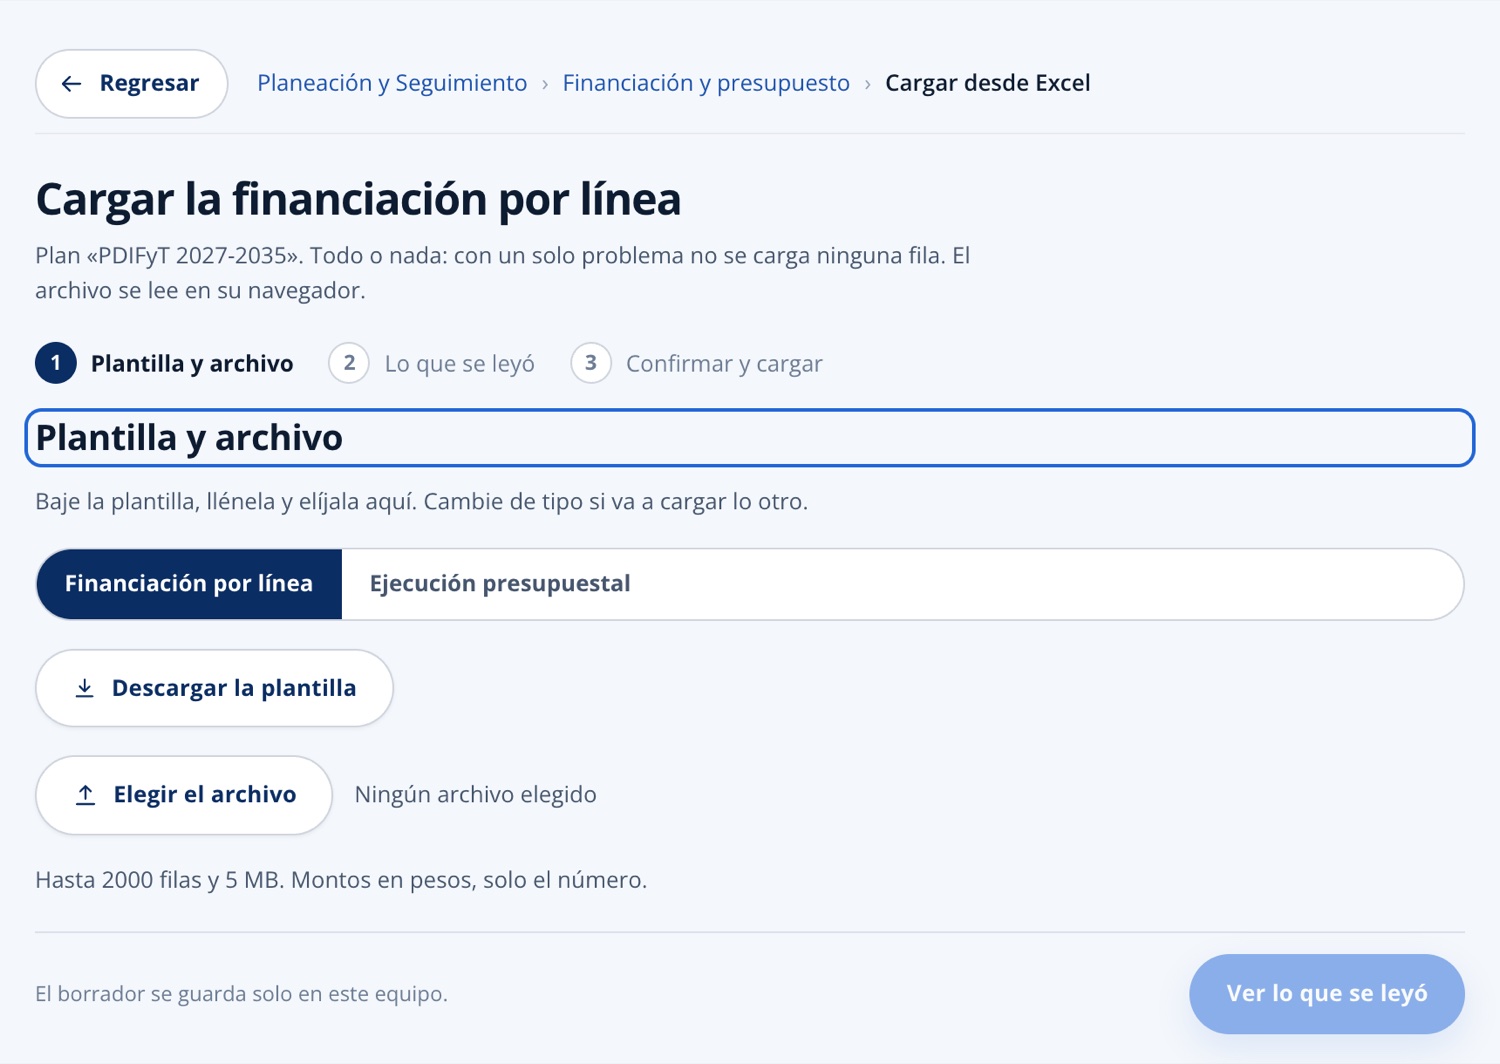 Regresar
Planeación y Seguimiento › Financiación y presupuesto › Cargar desde Excel
Cargar la financiación por línea
Plan «PDIFyT 2027-2035». Todo o nada: con un solo problema no se carga ninguna fila. El
archivo se lee en su navegador.
1 Plantilla y archivo 2 Lo que se leyó 3 Confirmar y cargar
Plantilla y archivo
Baje la plantilla, llénela y elíjala aquí. Cambie de tipo si va a cargar lo otro.
Financiación por línea Ejecución presupuestal
Descargar la plantilla
Elegir el archivo Ningún archivo elegido
Hasta 2000 filas y 5 MB. Montos en pesos, solo el número.
El borrador se guarda solo en este equipo. Ver lo que se leyó